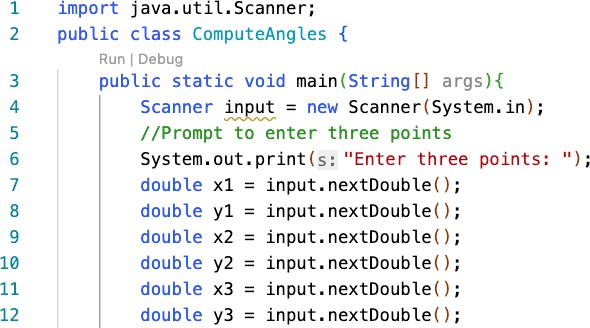 1 import java.util.Scanner;
2 public class ComputeAngles {
Run | Debug
3 public static void main(String[] args){
4 Scanner input = new Scanner(System.in);
5 //Prompt to enter three points
6 System.out.print(s: "Enter three points: ");
7 double x1 = input.nextDouble();
8 double y1 = input.nextDouble();
9 double x2 = input.nextDouble();
10 double y2 = input.nextDouble();
11 double x3 = input.nextDouble();
12 double y3 = input.nextDouble();